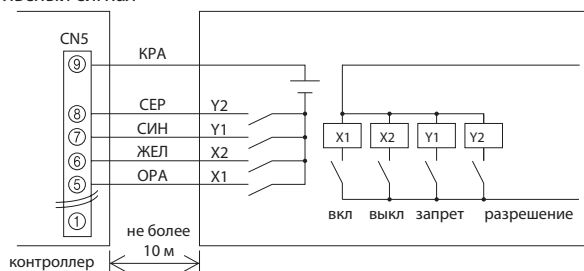 CN5
⑨ КРА
⑧ СЕР Y2
⑦ СИН Y1
⑥ ЖЕЛ X2
⑤ ОРА X1
①
X1 X2 Y1 Y2
вкл выкл запрет разрешение
не более
10 м
контроллер